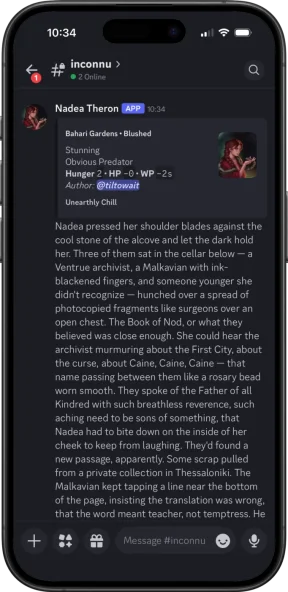 10:34
# inconnu >
1
2 Online
Nadea Theron APP 10:34
Bahari Gardens • Blushed
Stunning
Obvious Predator
Hunger 2 • HP -0 • WP -2s
Author: @tiltowait
Unearthly Chill
Nadea pressed her shoulder blades against the
cool stone of the alcove and let the dark hold
her. Three of them sat in the cellar below — a
Ventrue archivist, a Malkavian with ink-
blackened fingers, and someone younger she
didn't recognize — hunched over a spread of
photocopied fragments like surgeons over an
open chest. The Book of Nod, or what they
believed was close enough. She could hear the
archivist murmuring about the First City, about
the curse, about Caine, Caine, Caine — that
name passing between them like a rosary bead
worn smooth. They spoke of the Father of all
Kindred with such breathless reverence, such
aching need to be sons of something, that
Nadea had to bite down on the inside of her
cheek to keep from laughing. They'd found a
new passage, apparently. Some scrap pulled
from a private collection in Thessaloniki. The
Malkavian kept tapping a line near the bottom
of the page, insisting the translation was wrong,
that the word meant teacher, not temptress. He
Message #inconnu